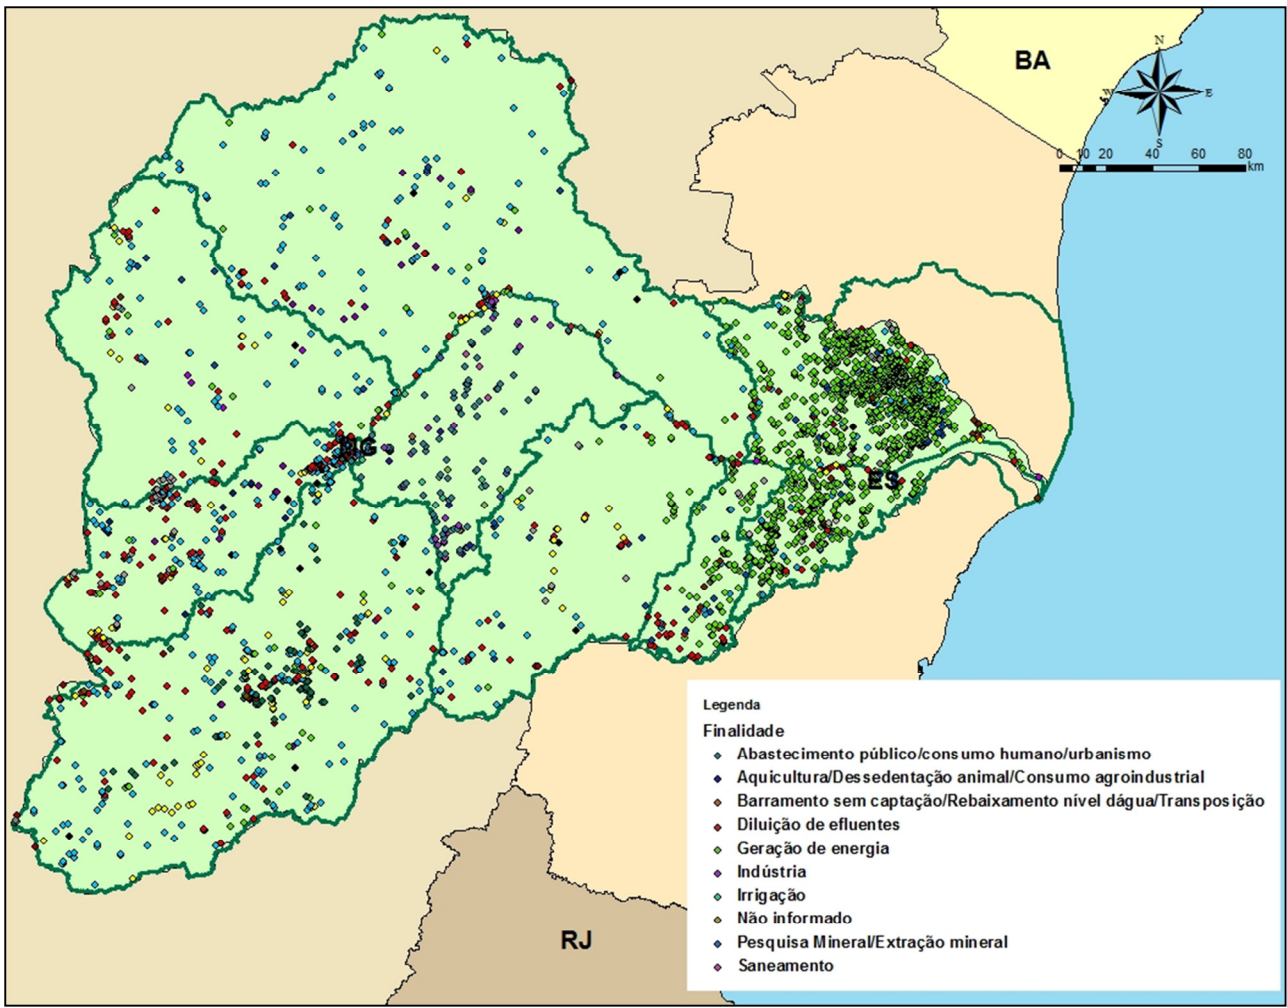 BA
N
W
E
S
0 10 20 40 60 80
km
MG
ES
RJ
Legenda
Finalidade
Abastecimento público/consumo humano/urbanismo
Aquicultura/Dessedentação animal/Consumo agroindustrial
Barramento sem captação/Rebaixamento nível dágua/Transposição
Diluição de efluentes
Geração de energia
Indústria
Irrigação
Não informado
Pesquisa Mineral/Extração mineral
Saneamento